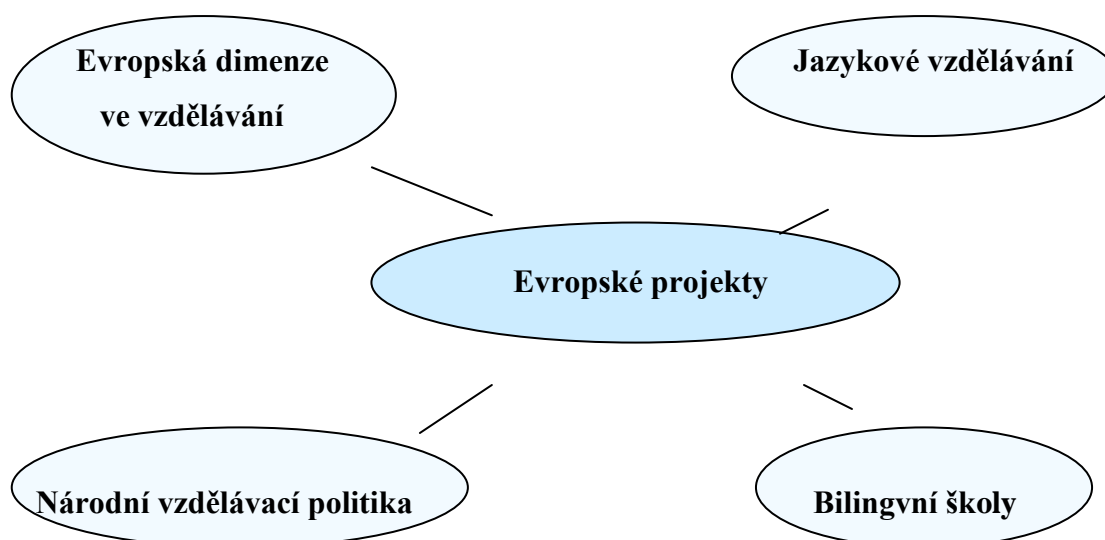 Evropská dimenze
ve vzdělávání
Jazykové vzdělávání
Evropské projekty
Národní vzdělávací politika
Bilingvní školy